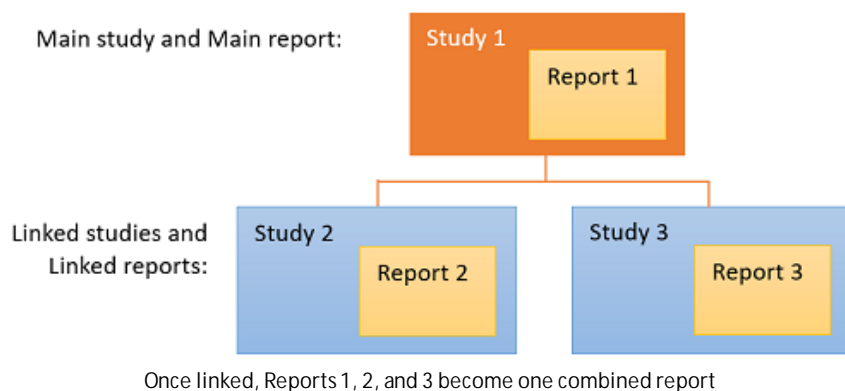 Main study and Main report:
Study 1
Report 1
Linked studies and
Linked reports:
Study 2
Report 2
Study 3
Report 3
Once linked, Reports 1, 2, and 3 become one combined report